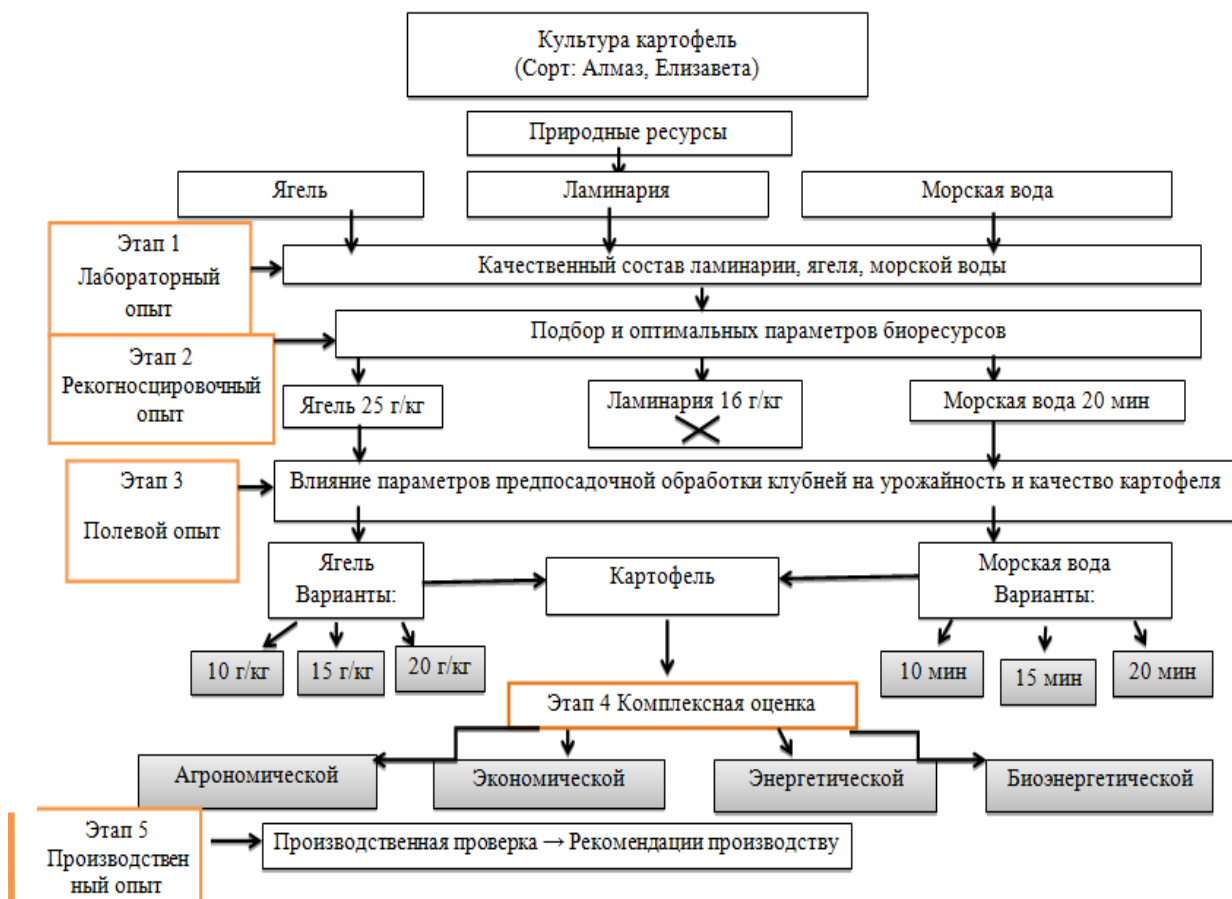 Культура картофель
(Сорт: Алмаз, Елизавета)
Природные ресурсы
Ягель
Ламинария
Морская вода
Этап 1
Лабораторный
опыт
Качественный состав ламинарии, ягеля, морской воды
Подбор и оптимальных параметров биоресурсов
Этап 2
Рекогносцировочный
опыт
Ягель 25 г/кг
Ламинария 16 г/кг
Морская вода 20 мин
Этап 3
Полевой опыт
Влияние параметров предпосадочной обработки клубней на урожайность и качество картофеля
Ягель
Варианты:
Картофель
Морская вода
Варианты:
10 г/кг
15 г/кг
20 г/кг
10 мин
15 мин
20 мин
Этап 4 Комплексная оценка
Агрономической
Экономической
Энергетической
Биоэнергетической
Этап 5
Производствен
ный опыт
Производственная проверка → Рекомендации производству